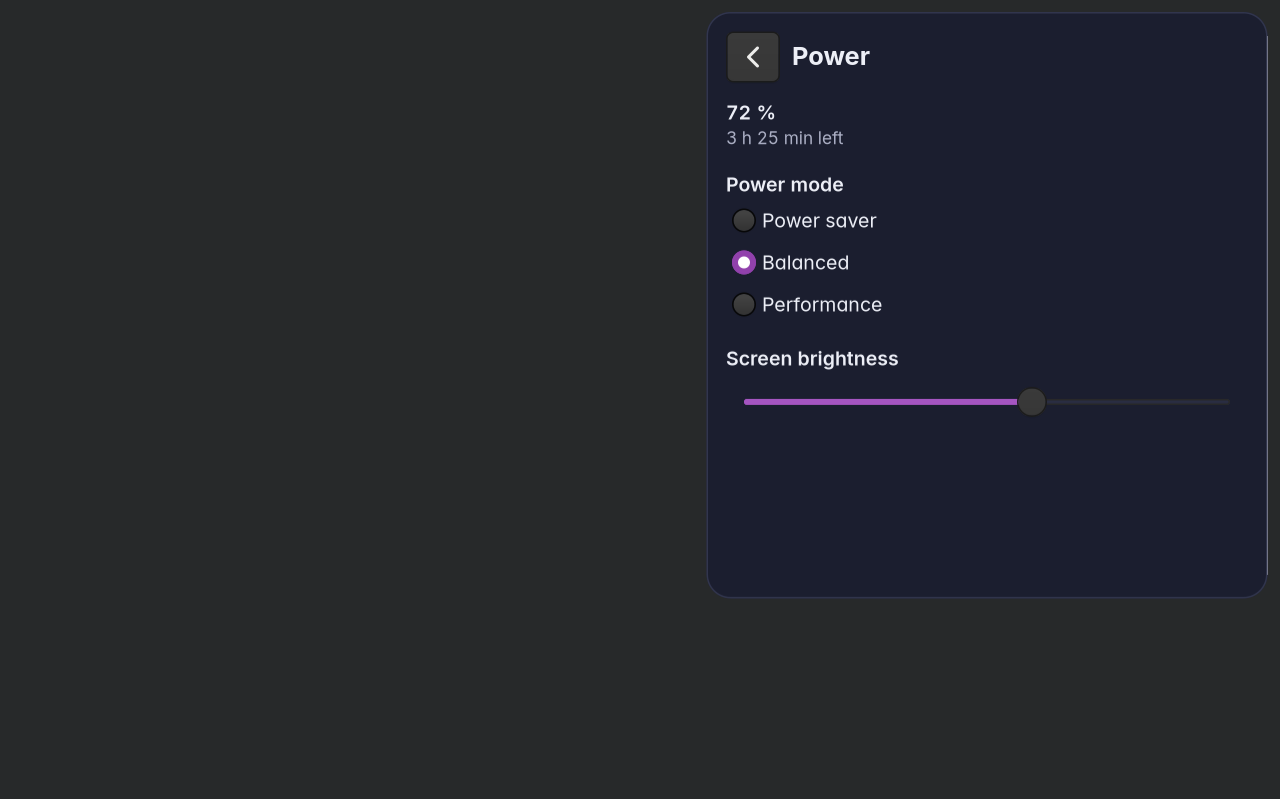 Power
72 %
3 h 25 min left
Power mode
Power saver
Balanced
Performance
Screen brightness